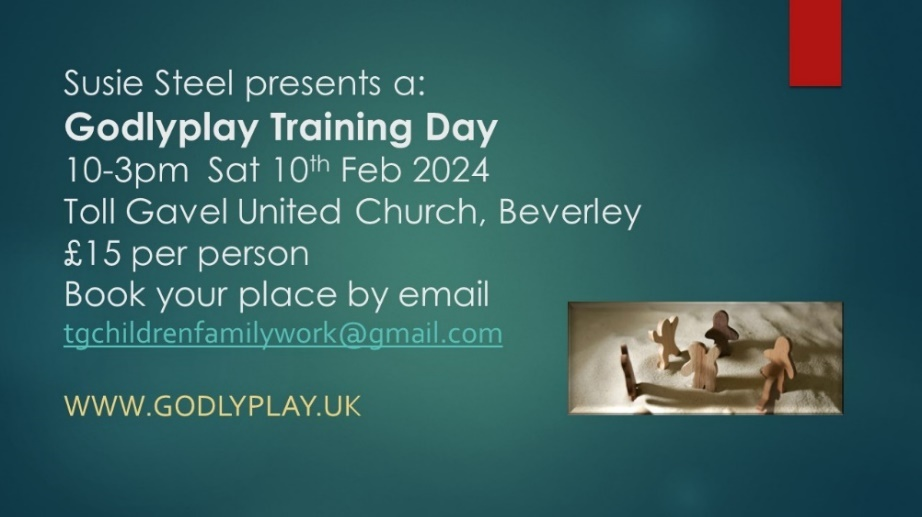 Susie Steel presents a:
Godlyplay Training Day
10-3pm  Sat 10th Feb 2024
Toll Gavel United Church, Beverley
£15 per person
Book your place by email
tgchildrenfamilywork@gmail.com
WWW.GODLYPLAY.UK